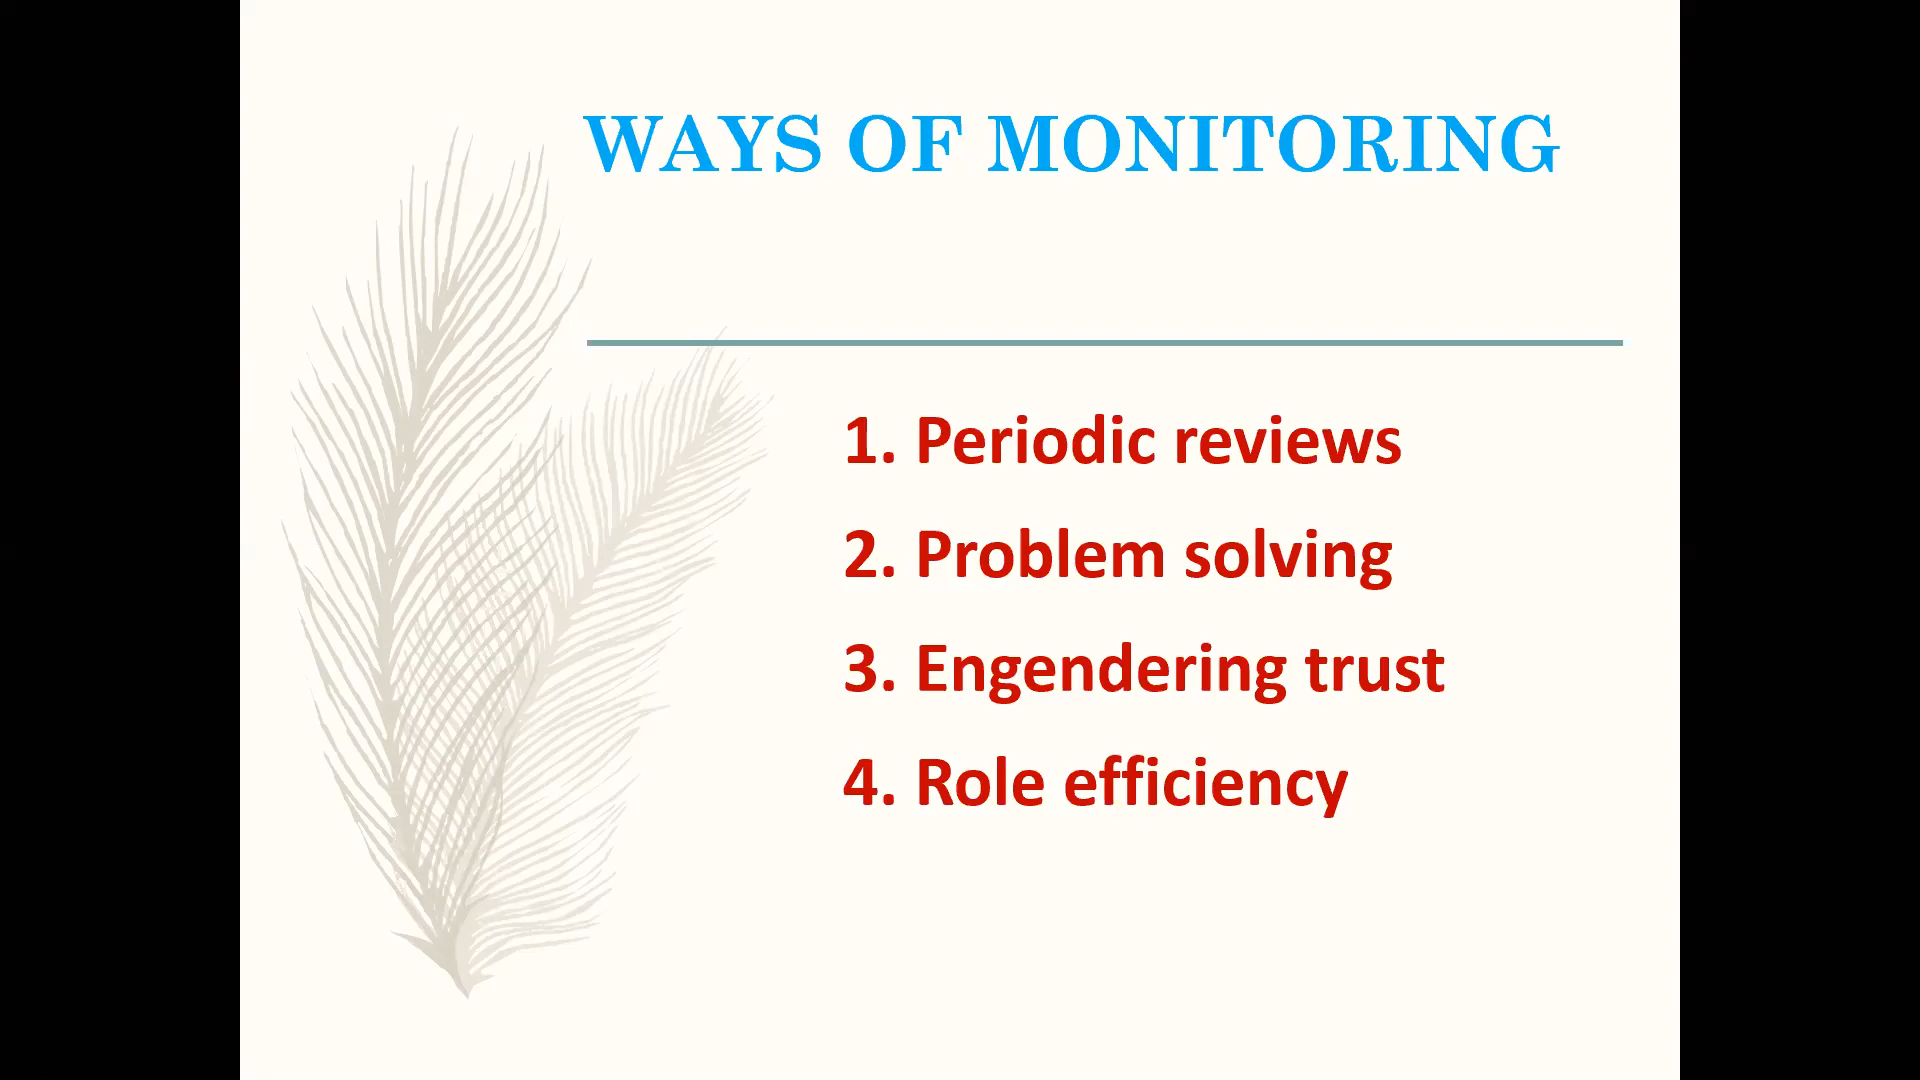 WAYS OF MONITORING
1. Periodic reviews
2. Problem solving
3. Engendering trust
4. Role efficiency